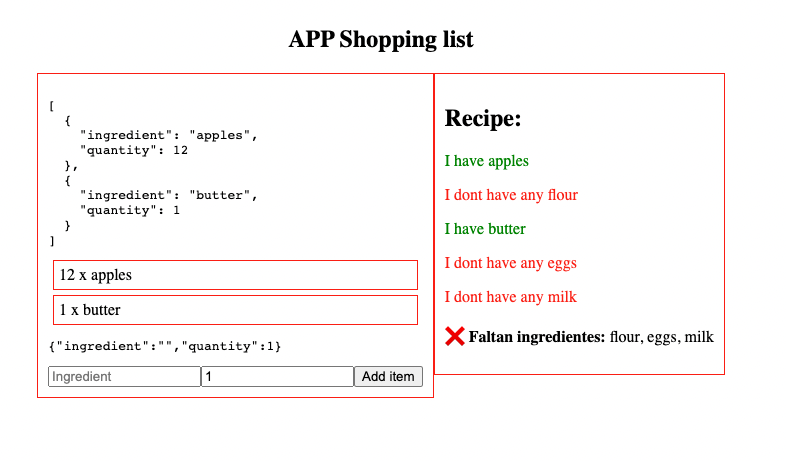 APP Shopping list
[
  {
    "ingredient": "apples",
    "quantity": 12
  },
  {
    "ingredient": "butter",
    "quantity": 1
  }
]
12 x apples
1 x butter
{"ingredient":"","quantity":1}
Ingredient 1 Add item
Recipe:
I have apples
I dont have any flour
I have butter
I dont have any eggs
I dont have any milk
❌ Faltan ingredientes: flour, eggs, milk